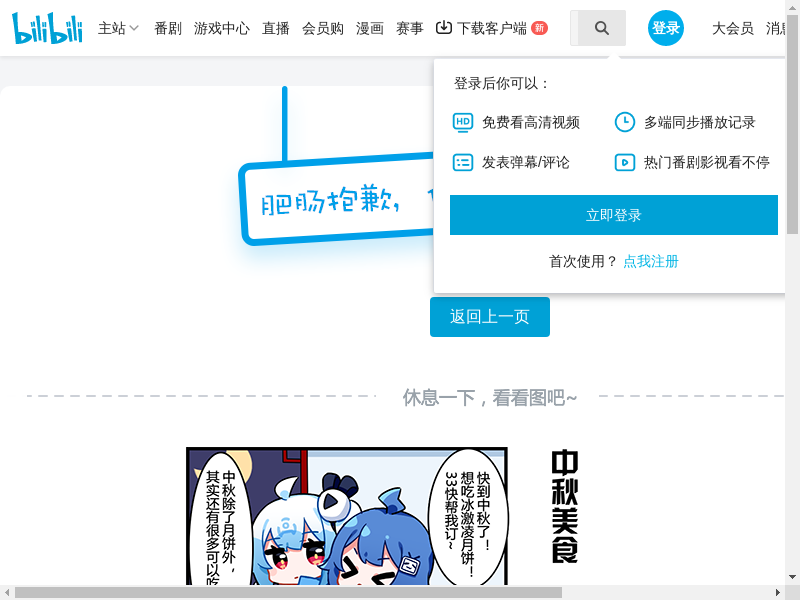 bilibili
主站 番剧 游戏中心 直播 会员购 漫画 赛事 下载客户端 新 登录 大会员
登录后你可以：
免费看高清视频 多端同步播放记录
发表弹幕/评论 热门番剧影视看不停
立即登录
首次使用？ 点我注册
肥肠抱歉，
返回上一页
休息一下，看看图吧~
中秋除了月饼外，
其实还有很多可以吃
快到中秋了！
想吃冰激凌月饼！
33快帮我订~
中秋美食